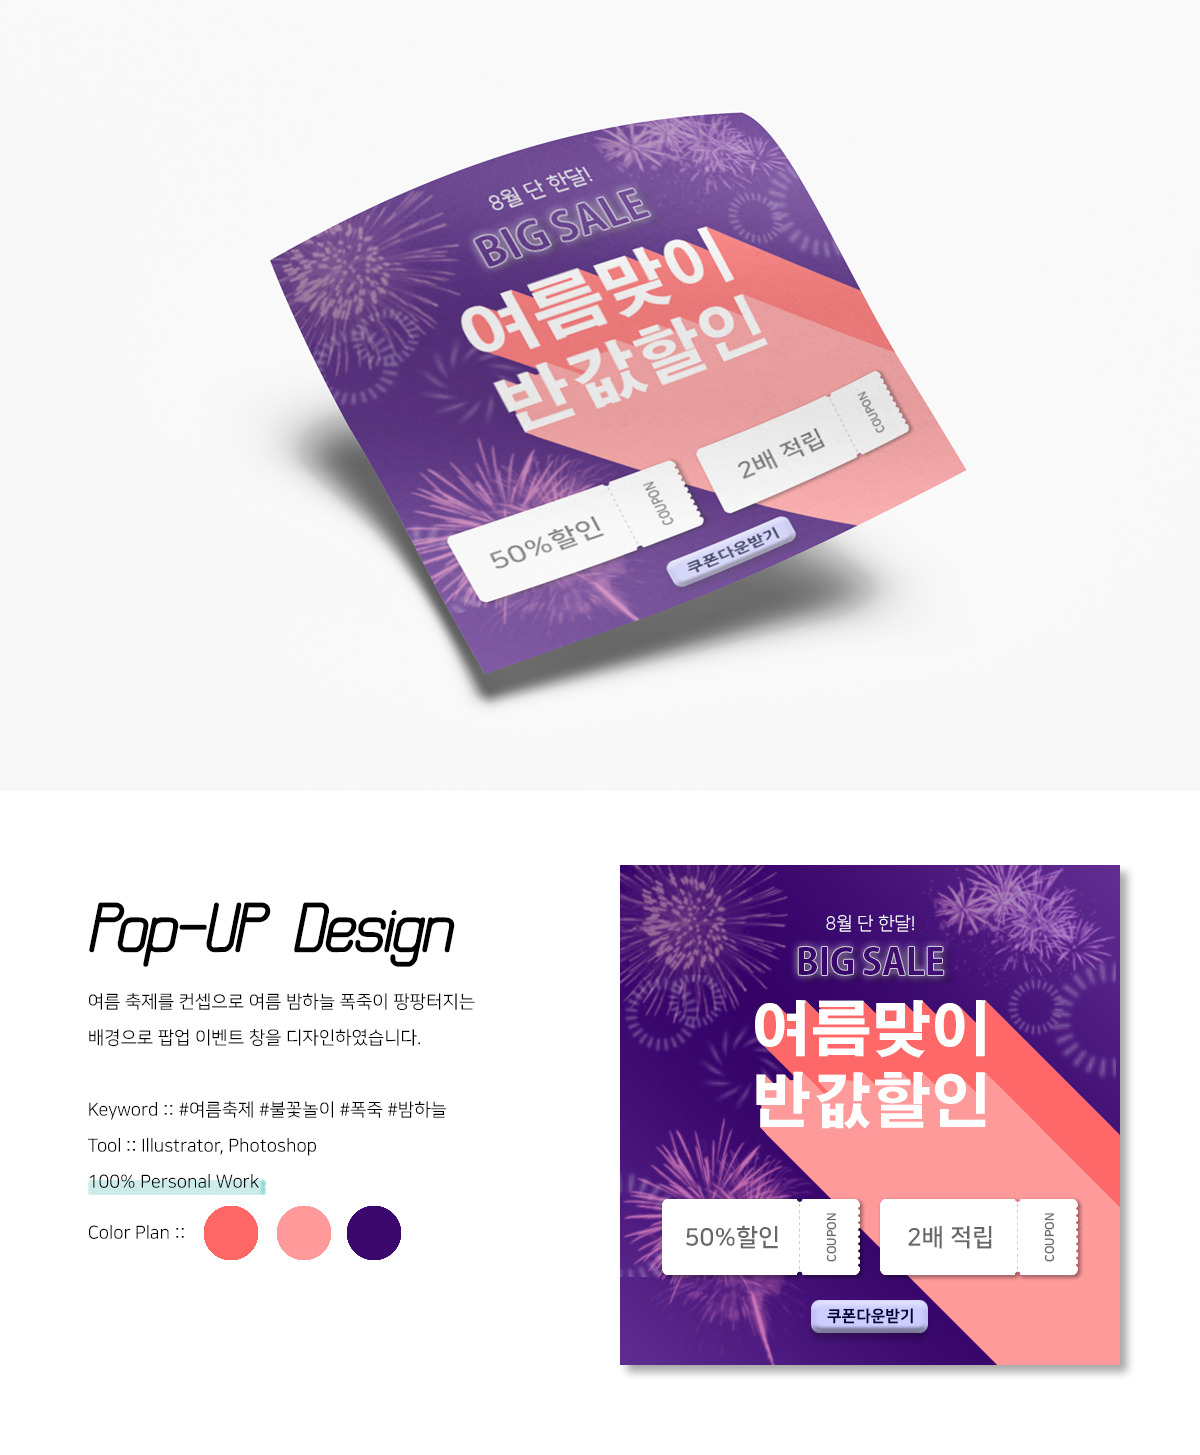 8월 단 한달!
BIG SALE
여름맞이
반값할인
50%할인
COUPON
2배 적립
COUPON
쿠폰다운받기
Pop-UP Design
여름 축제를 컨셉으로 여름 밤하늘 폭죽이 팡팡터지는
배경으로 팝업 이벤트 창을 디자인하였습니다.
Keyword :: #여름축제 #불꽃놀이 #폭죽 #밤하늘
Tool :: Illustrator, Photoshop
100% Personal Work
Color Plan ::
8월 단 한달!
BIG SALE
여름맞이
반값할인
50%할인
COUPON
2배 적립
COUPON
쿠폰다운받기